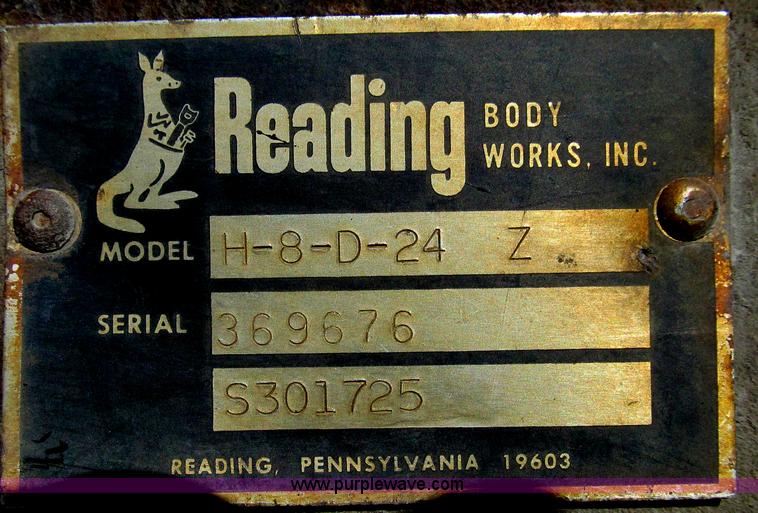 Reading BODY WORKS, INC.
MODEL H-8-D-24 Z
SERIAL 369676
S301725
READING, PENNSYLVANIA 19603
www.purplewave.com